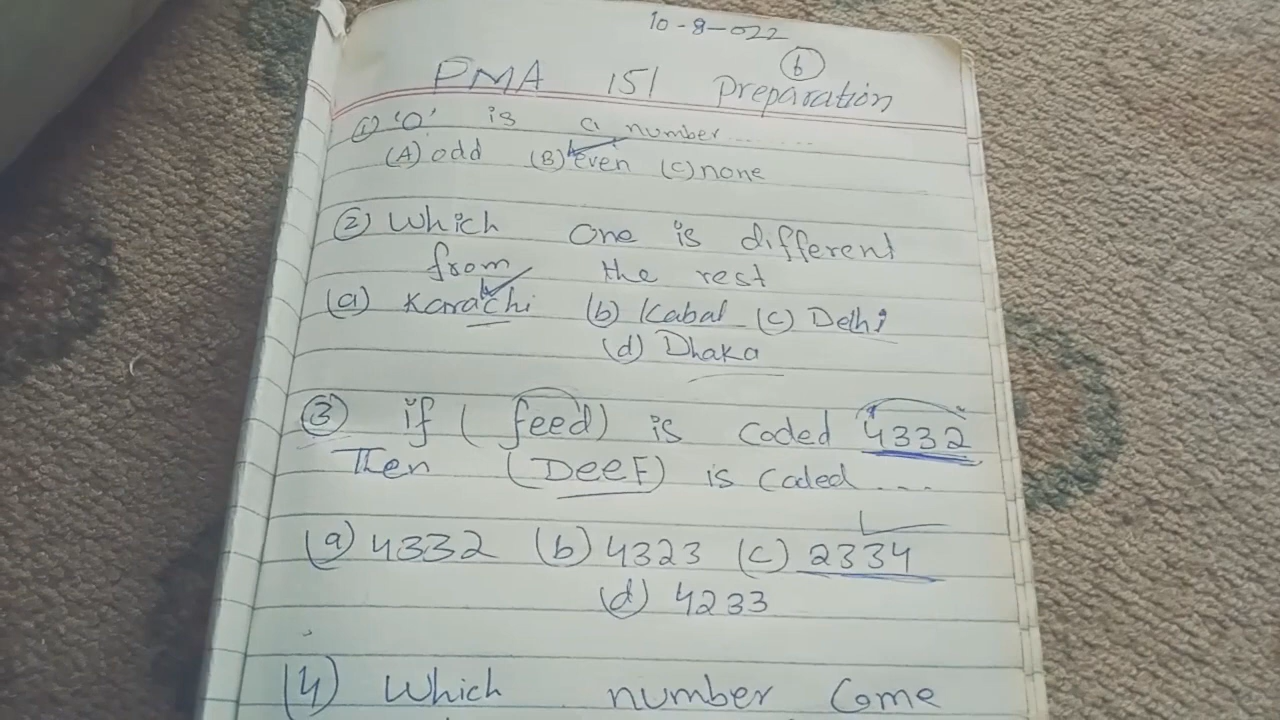 10-8-022
(6)
PMA 151 Preparation
(1) 'O' is a number........
(A) odd (B) even (C) none
(2) Which one is different
from the rest
(a) Karachi (b) Kabal (c) Delhi
(d) Dhaka
(3) if (feed) is coded 4332
Then (DeeF) is Coded ....
(a) 4332 (b) 4323 (c) 2334
(d) 4233
(4) Which number Come